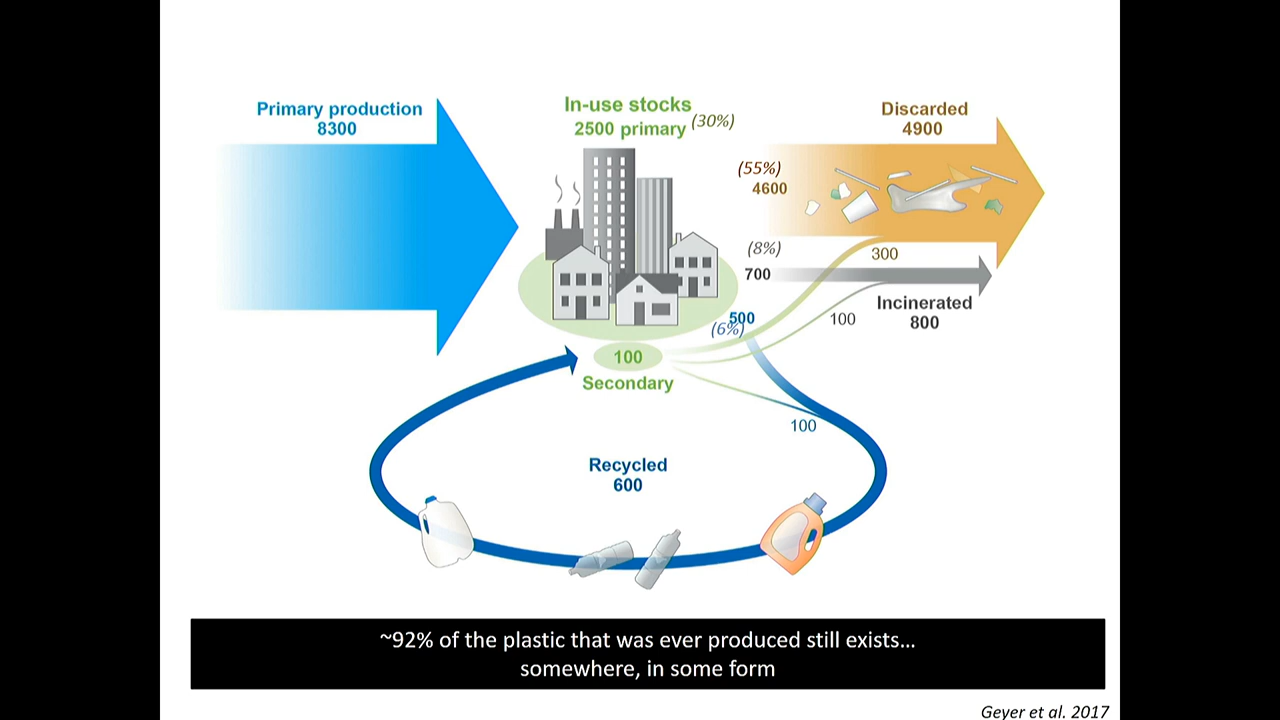 Primary production
8300
In-use stocks
2500 primary (30%)
Discarded
4900
(55%)
4600
(8%)
700
300
Incinerated
800
500
(6%)
100
100
Secondary
100
Recycled
600
~92% of the plastic that was ever produced still exists...
somewhere, in some form
Geyer et al. 2017